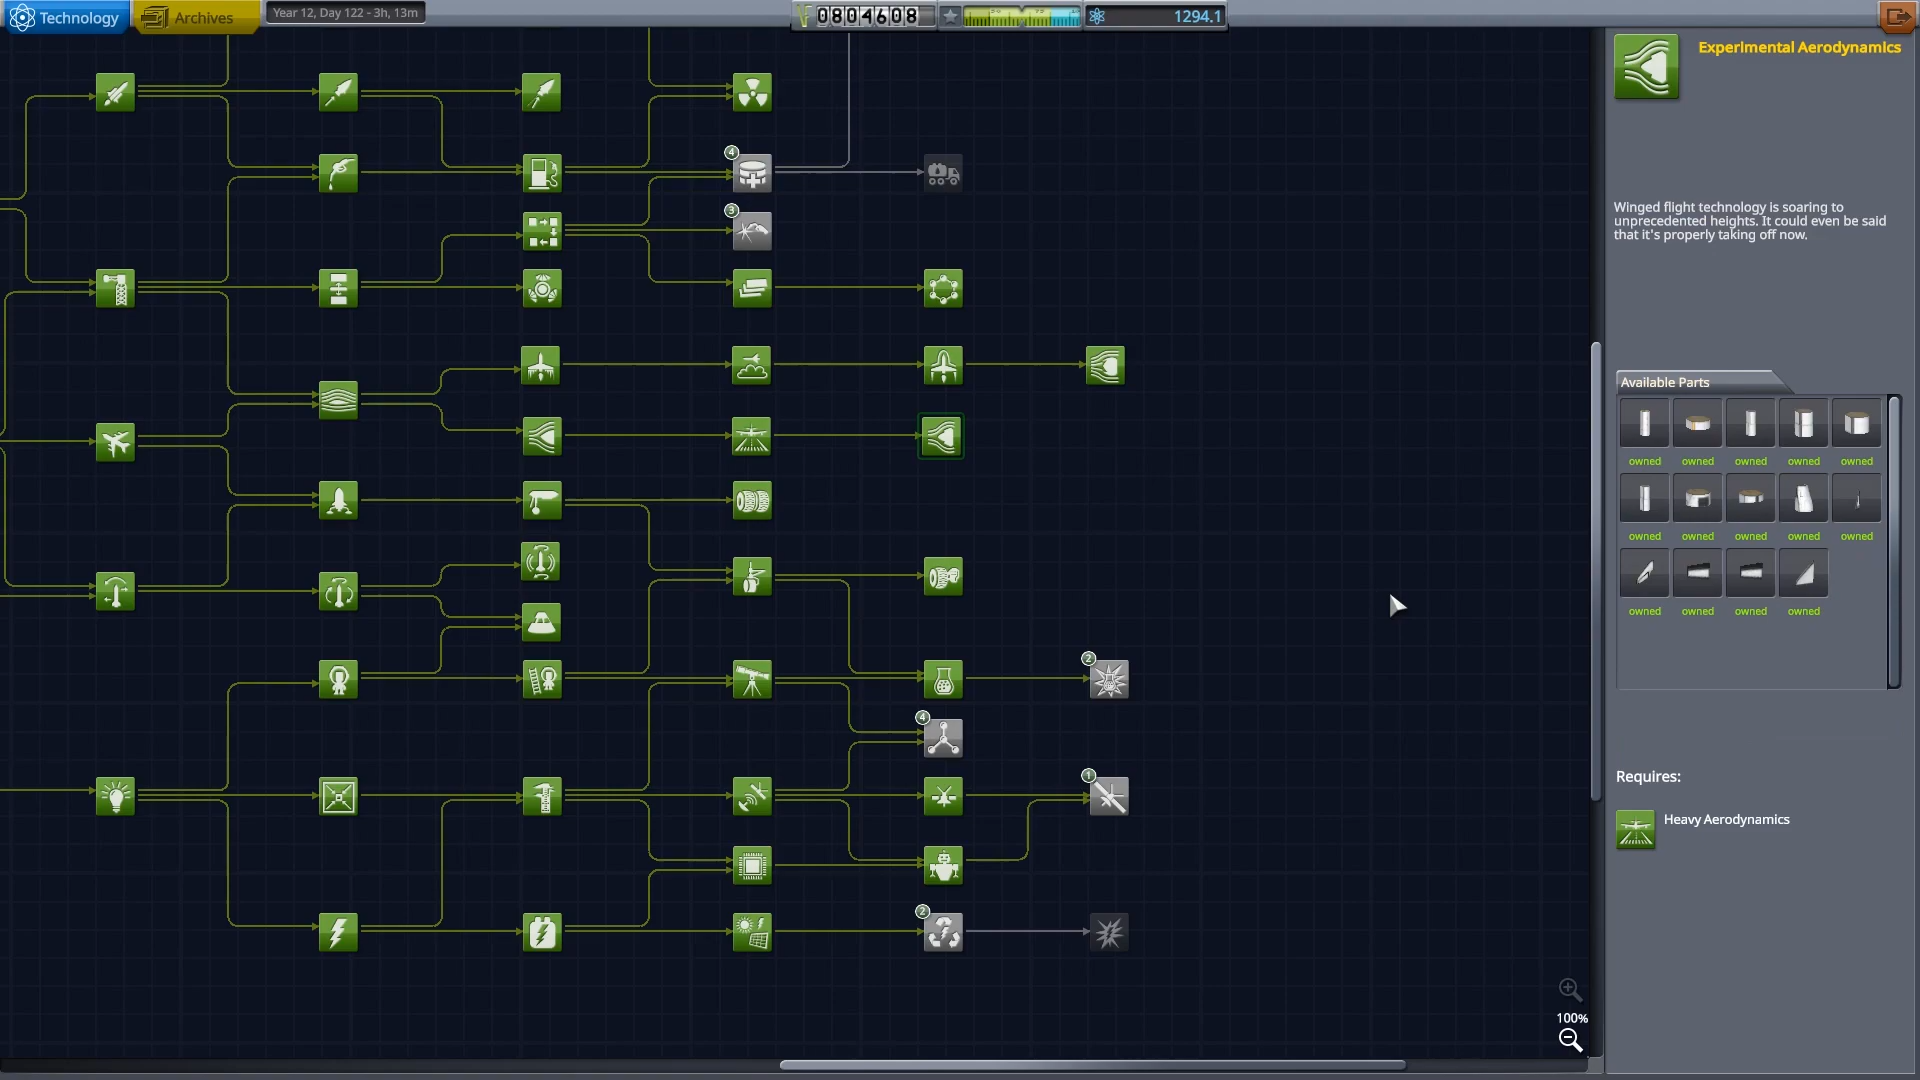 Technology
Archives
Year 12, Day 122 - 3h, 13m
0804608
1294.1
Experimental Aerodynamics
Winged flight technology is soaring to
unprecedented heights. It could even be said
that it's properly taking off now.
Available Parts
owned owned owned owned owned
owned owned owned owned owned
owned owned owned owned
Requires:
Heavy Aerodynamics
4
3
2
4
1
2
100%